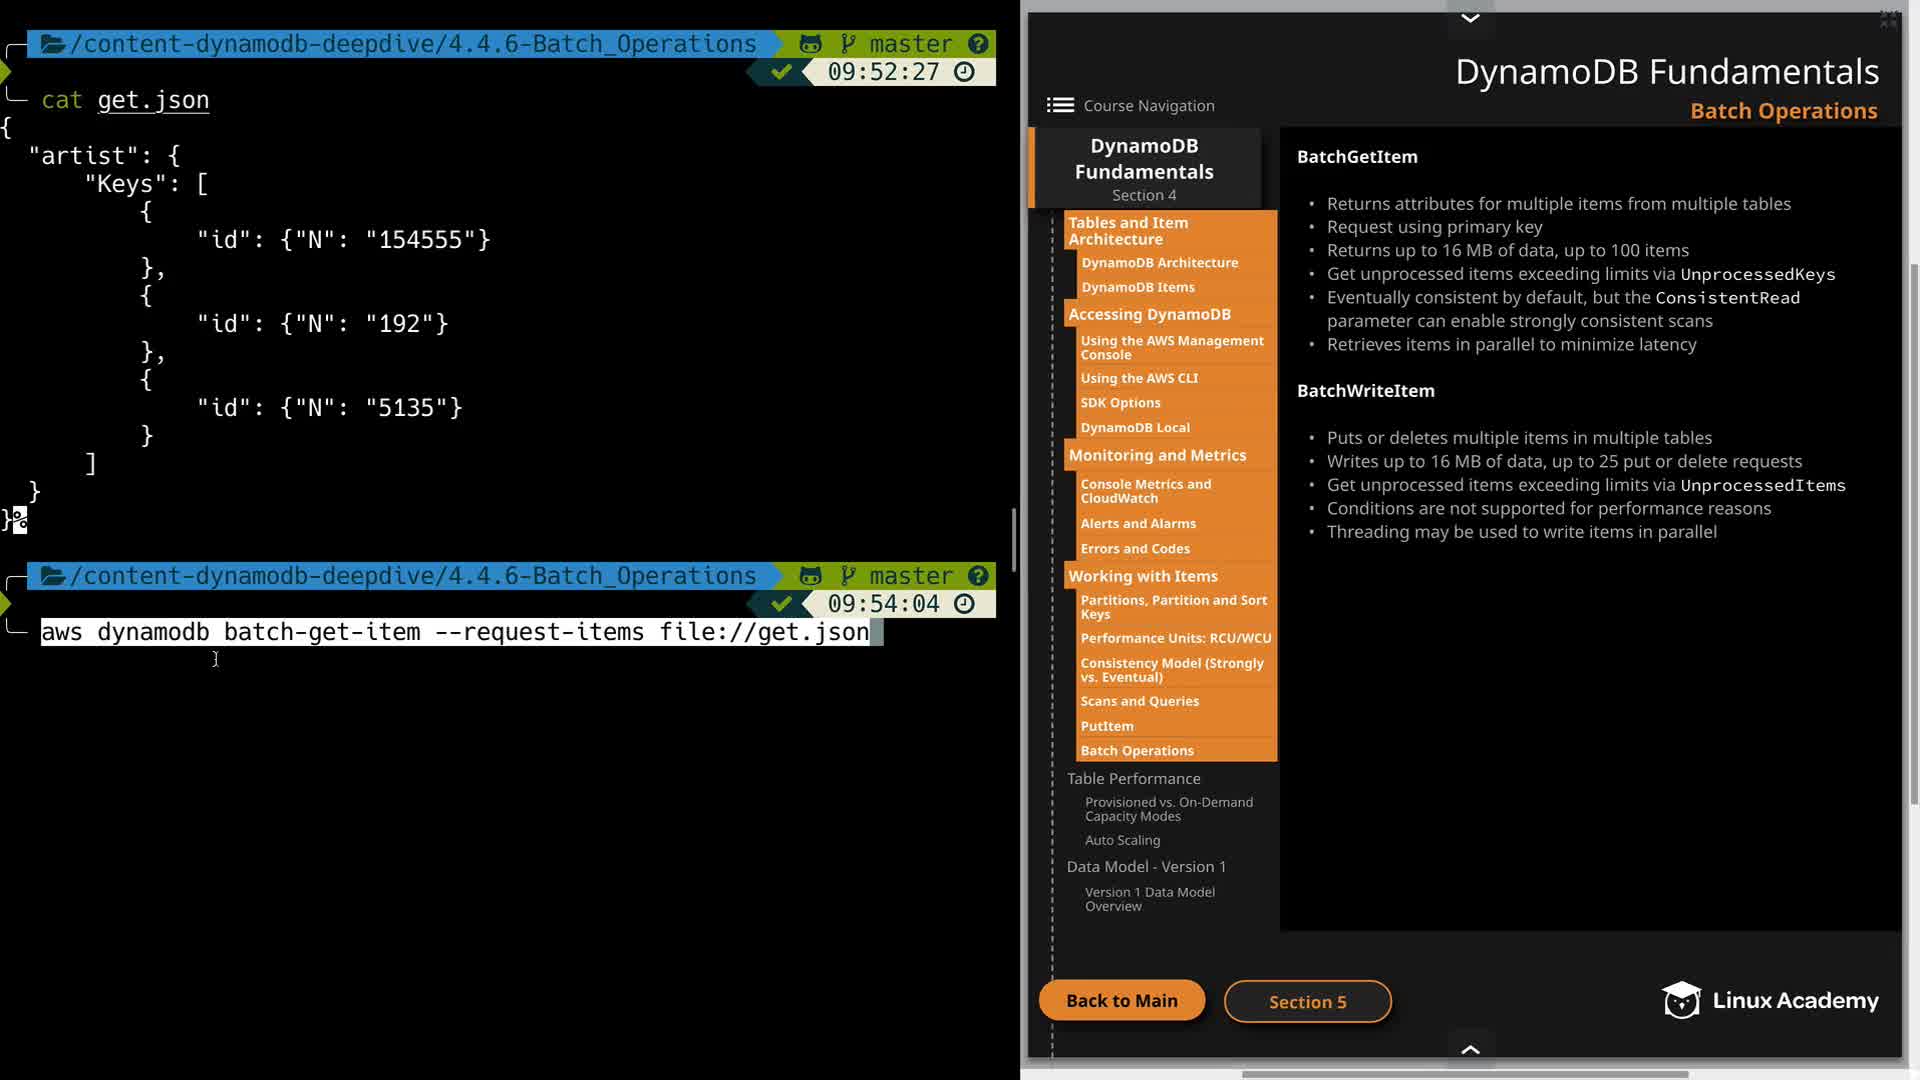 /content-dynamodb-deepdive/4.4.6-Batch_Operations master ?
09:52:27
cat get.json
{
"artist": {
"Keys": [
{
"id": {"N": "154555"}
},
{
"id": {"N": "192"}
},
{
"id": {"N": "5135"}
}
]
}
}%
/content-dynamodb-deepdive/4.4.6-Batch_Operations master ?
09:54:04
aws dynamodb batch-get-item --request-items file://get.json
DynamoDB Fundamentals
Batch Operations
Course Navigation
DynamoDB
Fundamentals
Section 4
Tables and Item
Architecture
DynamoDB Architecture
DynamoDB Items
Accessing DynamoDB
Using the AWS Management
Console
Using the AWS CLI
SDK Options
DynamoDB Local
Monitoring and Metrics
Console Metrics and
CloudWatch
Alerts and Alarms
Errors and Codes
Working with Items
Partitions, Partition and Sort
Keys
Performance Units: RCU/WCU
Consistency Model (Strongly
vs. Eventual)
Scans and Queries
PutItem
Batch Operations
Table Performance
Provisioned vs. On-Demand
Capacity Modes
Auto Scaling
Data Model - Version 1
Version 1 Data Model
Overview
BatchGetItem
• Returns attributes for multiple items from multiple tables
• Request using primary key
• Returns up to 16 MB of data, up to 100 items
• Get unprocessed items exceeding limits via UnprocessedKeys
• Eventually consistent by default, but the ConsistentRead
parameter can enable strongly consistent scans
• Retrieves items in parallel to minimize latency
BatchWriteItem
• Puts or deletes multiple items in multiple tables
• Writes up to 16 MB of data, up to 25 put or delete requests
• Get unprocessed items exceeding limits via UnprocessedItems
• Conditions are not supported for performance reasons
• Threading may be used to write items in parallel
Back to Main
Section 5
Linux Academy